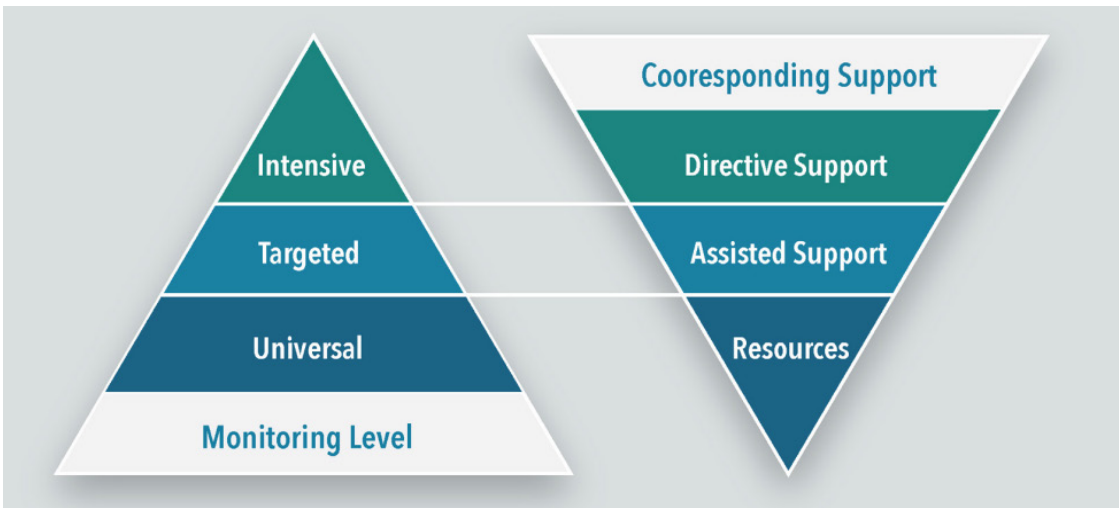 Intensive
Targeted
Universal
Monitoring Level
Cooresponding Support
Directive Support
Assisted Support
Resources